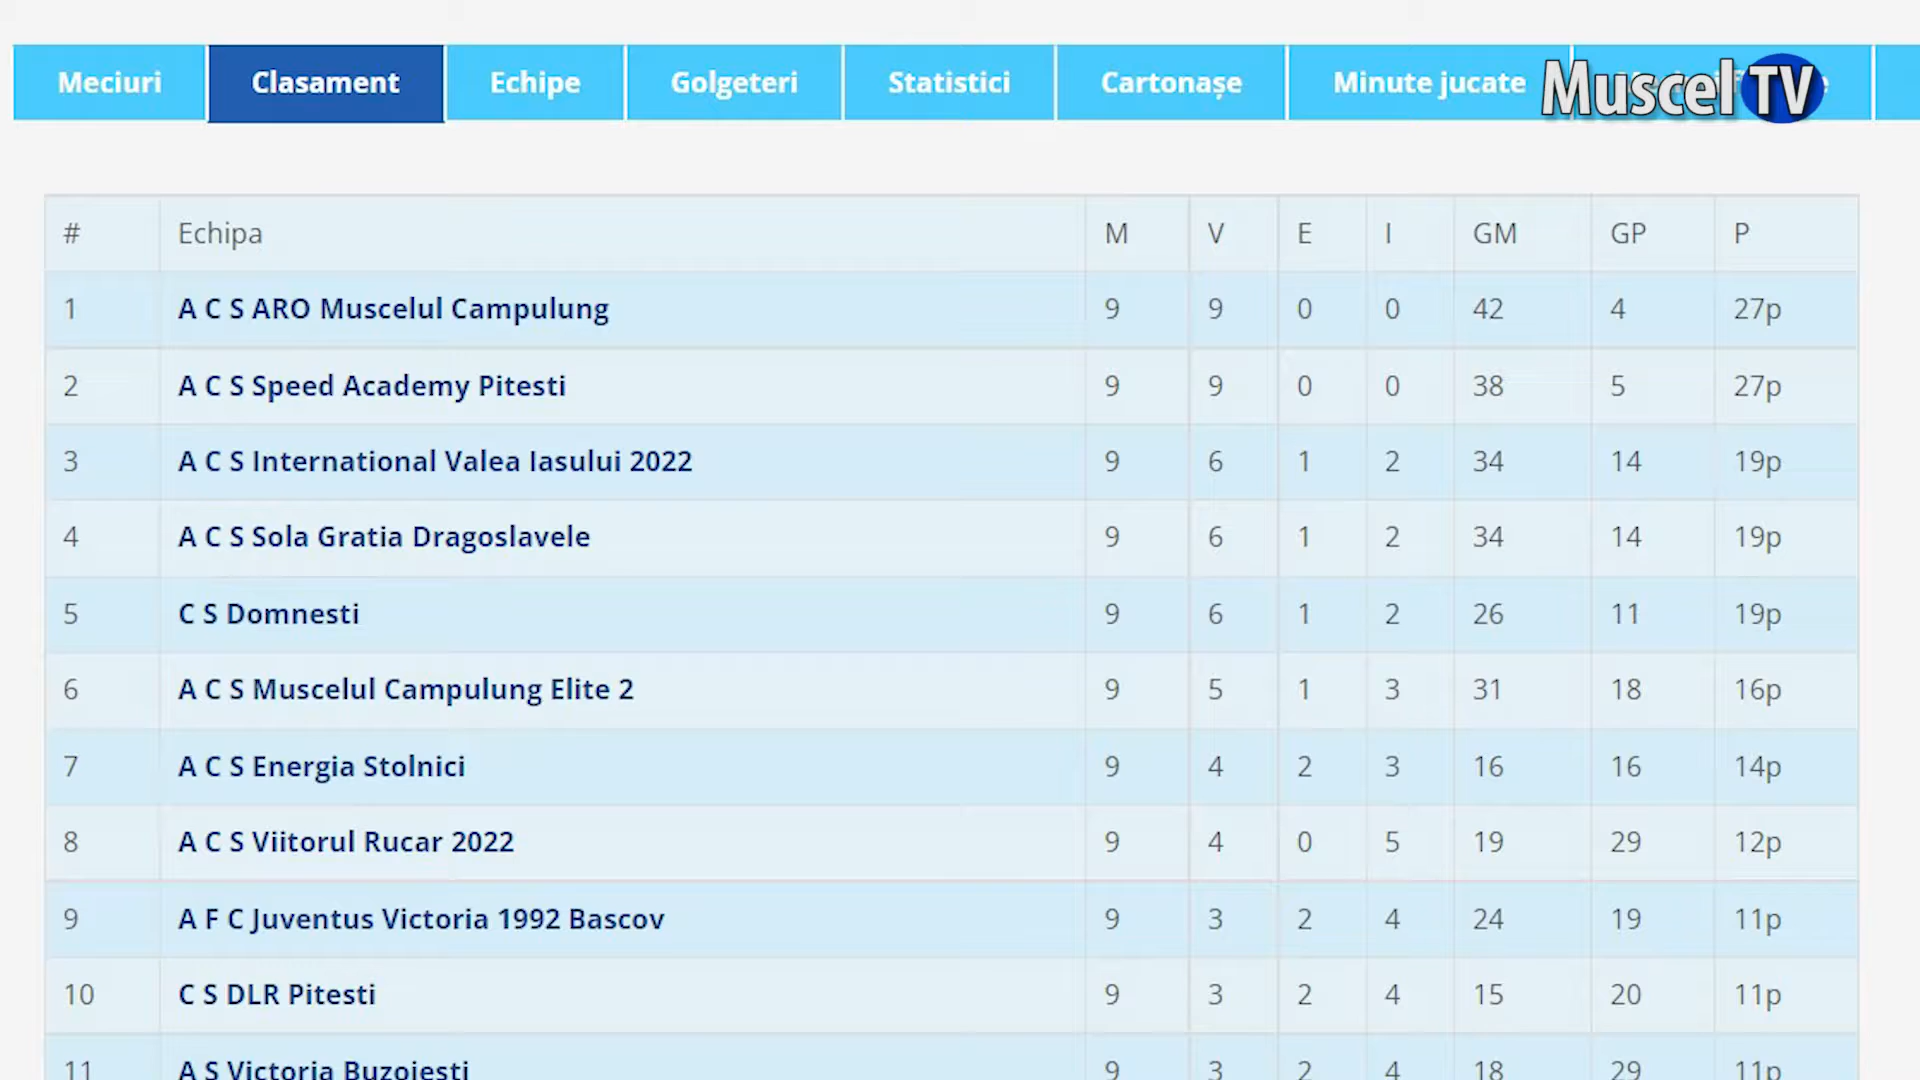 Meciuri Clasament Echipe Golgeteri Statistici Cartonașe Minute jucate Muscel TV
# Echipa M V E I GM GP P
1 A C S ARO Muscelul Campulung 9 9 0 0 42 4 27p
2 A C S Speed Academy Pitesti 9 9 0 0 38 5 27p
3 A C S International Valea Iasului 2022 9 6 1 2 34 14 19p
4 A C S Sola Gratia Dragoslavele 9 6 1 2 34 14 19p
5 C S Domnesti 9 6 1 2 26 11 19p
6 A C S Muscelul Campulung Elite 2 9 5 1 3 31 18 16p
7 A C S Energia Stolnici 9 4 2 3 16 16 14p
8 A C S Viitorul Rucar 2022 9 4 0 5 19 29 12p
9 A F C Juventus Victoria 1992 Bascov 9 3 2 4 24 19 11p
10 C S DLR Pitesti 9 3 2 4 15 20 11p
11 A S Victoria Buzoiesti 9 3 2 4 18 29 11p